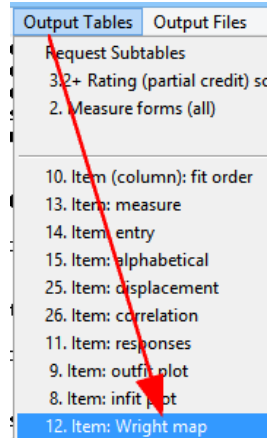 Output Tables Output Files
Request Subtables
3.2+ Rating (partial credit) sc
2. Measure forms (all)
10. Item (column): fit order
13. Item: measure
14. Item: entry
15. Item: alphabetical
25. Item: displacement
26. Item: correlation
11. Item: responses
9. Item: outfit plot
8. Item: infit plot
12. Item: Wright map